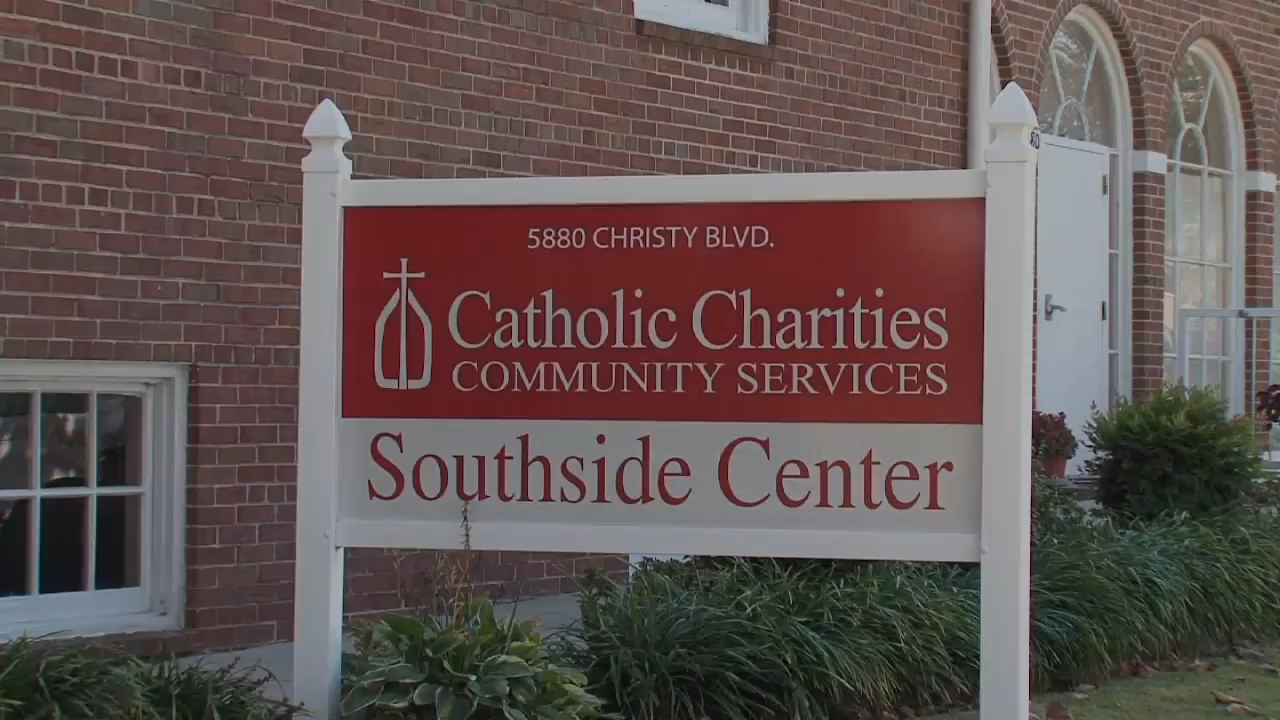 5880 CHRISTY BLVD.
Catholic Charities
COMMUNITY SERVICES
Southside Center